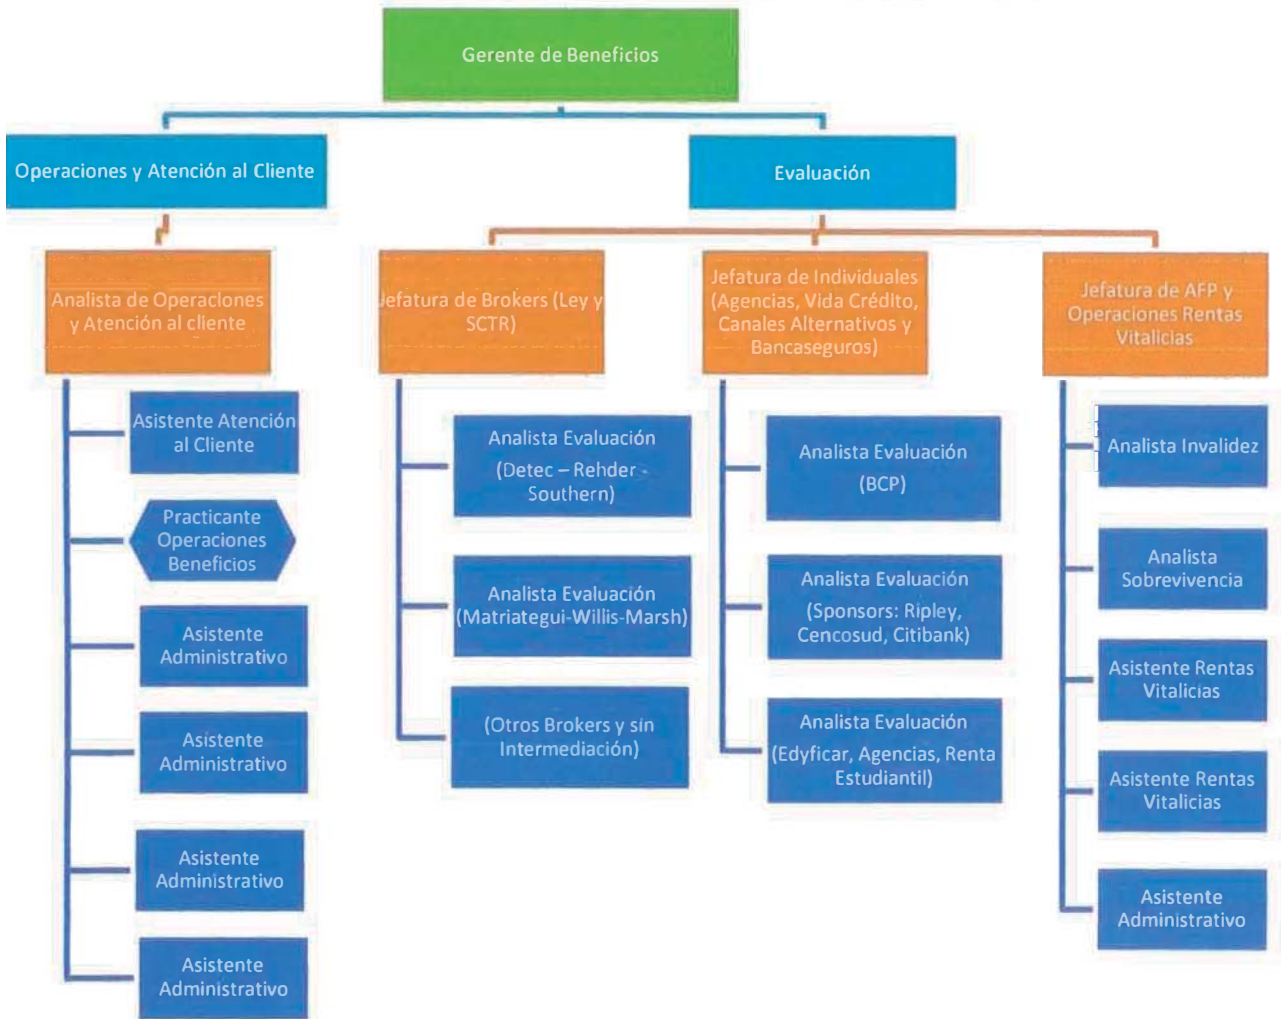 Gerente de Beneficios
Operaciones y Atención al Cliente
Evaluación
Analista de Operaciones
y Atención al cliente
Jefatura de Brokers (Ley y
SCTR)
Jefatura de Individuales
(Agencias, Vida Crédito,
Canales Alternativos y
Bancaseguros)
Jefatura de AFP y
Operaciones Rentas
Vitalicias
Asistente Atención
al Cliente
Practicante
Operaciones
Beneficios
Asistente
Administrativo
Asistente
Administrativo
Asistente
Administrativo
Asistente
Administrativo
Analista Evaluación
(Detec – Rehder -
Southern)
Analista Evaluación
(Matriategui-Willis-Marsh)
(Otros Brokers y sin
Intermediación)
Analista Evaluación
(BCP)
Analista Evaluación
(Sponsors: Ripley,
Cencosud, Citibank)
Analista Evaluación
(Edyficar, Agencias, Renta
Estudiantil)
Analista Invalidez
Analista
Sobrevivencia
Asistente Rentas
Vitalicias
Asistente Rentas
Vitalicias
Asistente
Administrativo